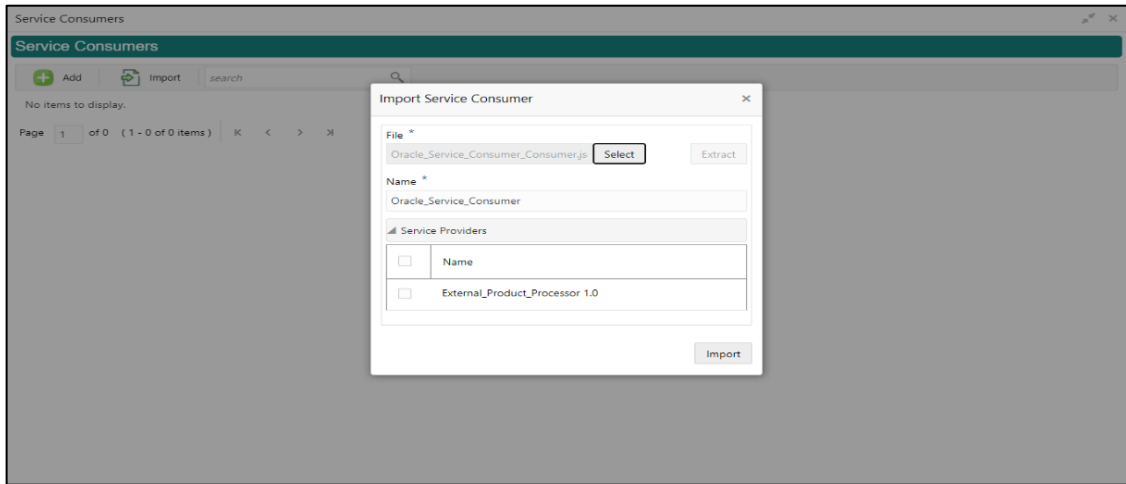 Service Consumers
Service Consumers
Add Import search
No items to display.
Page 1 of 0 ( 1 - 0 of 0 items )
Import Service Consumer
File *
Oracle_Service_Consumer_Consumer.js Select Extract
Name *
Oracle_Service_Consumer
Service Providers
Name
External_Product_Processor 1.0
Import